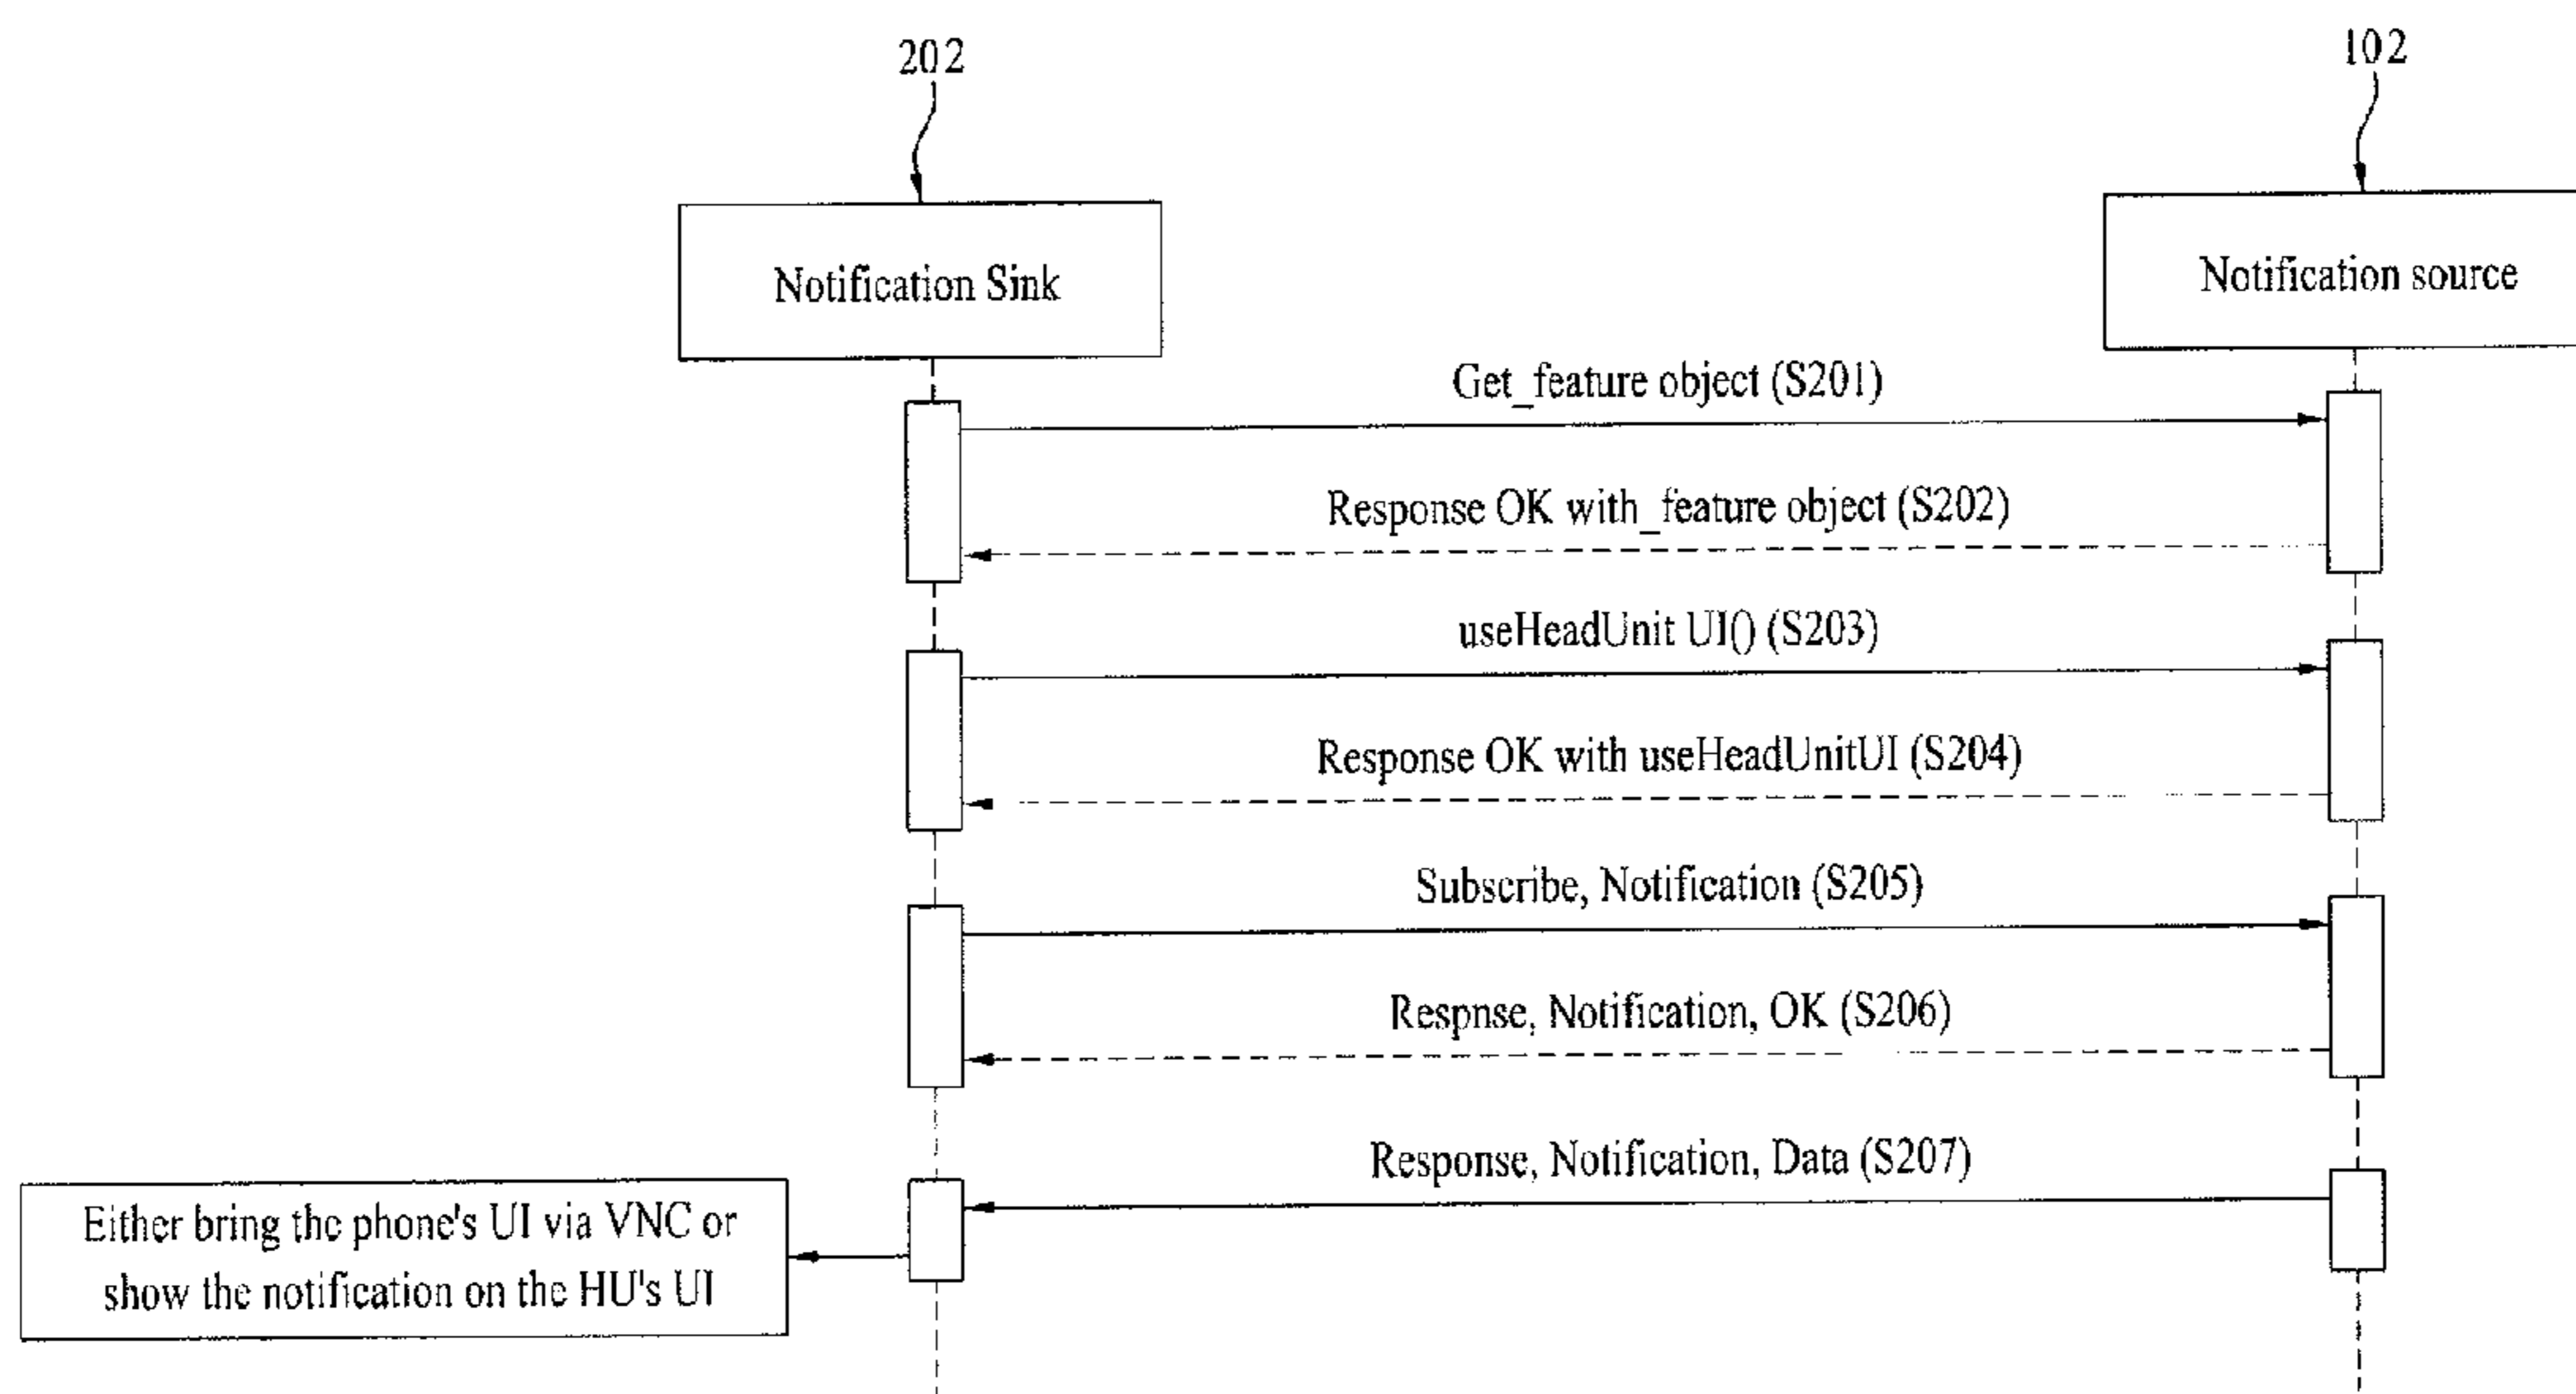 202
102
Notification Sink
Notification source
Get_feature object (S201)
Response OK with_feature object (S202)
useHeadUnit UI() (S203)
Response OK with useHeadUnitUI (S204)
Subscribe, Notification (S205)
Respnse, Notification, OK (S206)
Response, Notification, Data (S207)
Either bring the phone's UI via VNC or
show the notification on the HU's UI